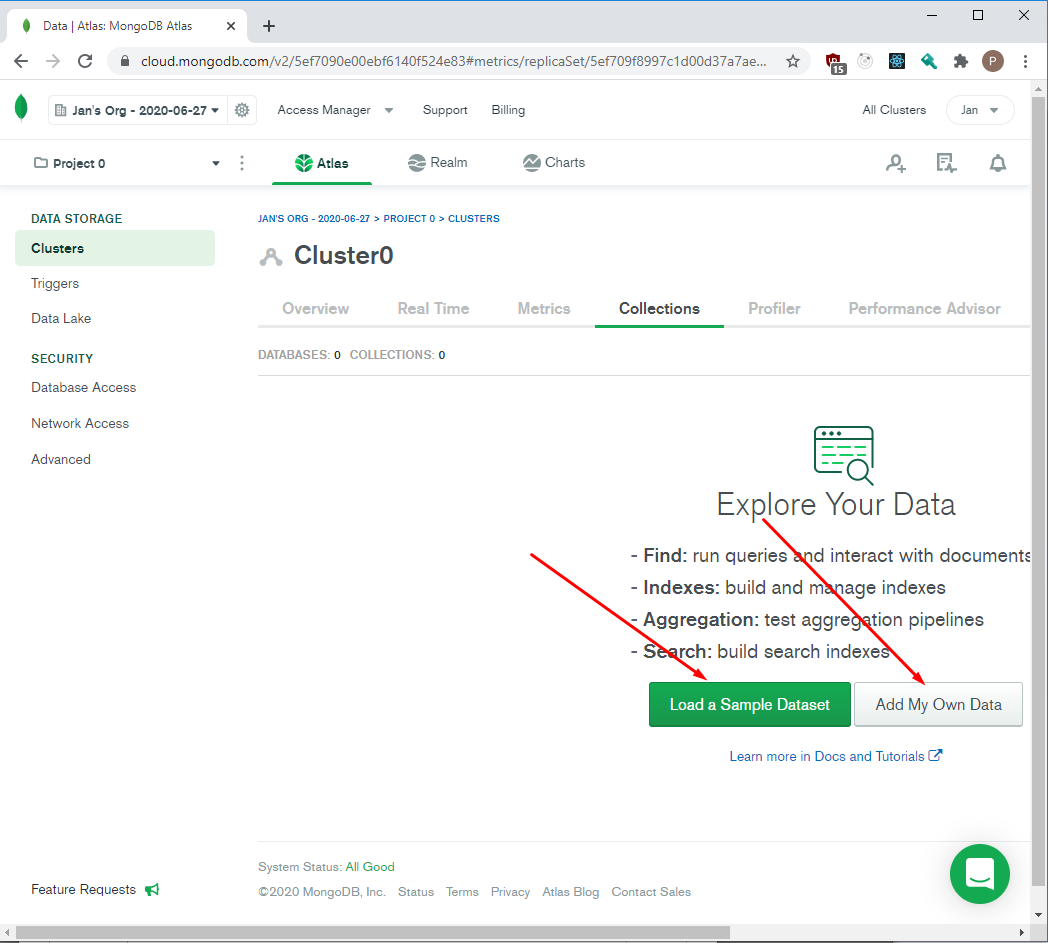 Data | Atlas: MongoDB Atlas
cloud.mongodb.com/v2/5ef7090e00ebf6140f524e83#metrics/replicaSet/5ef709f8997c1d00d37a7ae...
15
P
Jan's Org - 2020-06-27
Access Manager
Support
Billing
All Clusters
Jan
Project 0
Atlas
Realm
Charts
DATA STORAGE
Clusters
Triggers
Data Lake
SECURITY
Database Access
Network Access
Advanced
JAN'S ORG - 2020-06-27 > PROJECT 0 > CLUSTERS
Cluster0
Overview
Real Time
Metrics
Collections
Profiler
Performance Advisor
DATABASES: 0 COLLECTIONS: 0
Explore Your Data
- Find: run queries and interact with documents
- Indexes: build and manage indexes
- Aggregation: test aggregation pipelines
- Search: build search indexes
Load a Sample Dataset
Add My Own Data
Learn more in Docs and Tutorials
System Status: All Good
©2020 MongoDB, Inc. Status Terms Privacy Atlas Blog Contact Sales
Feature Requests